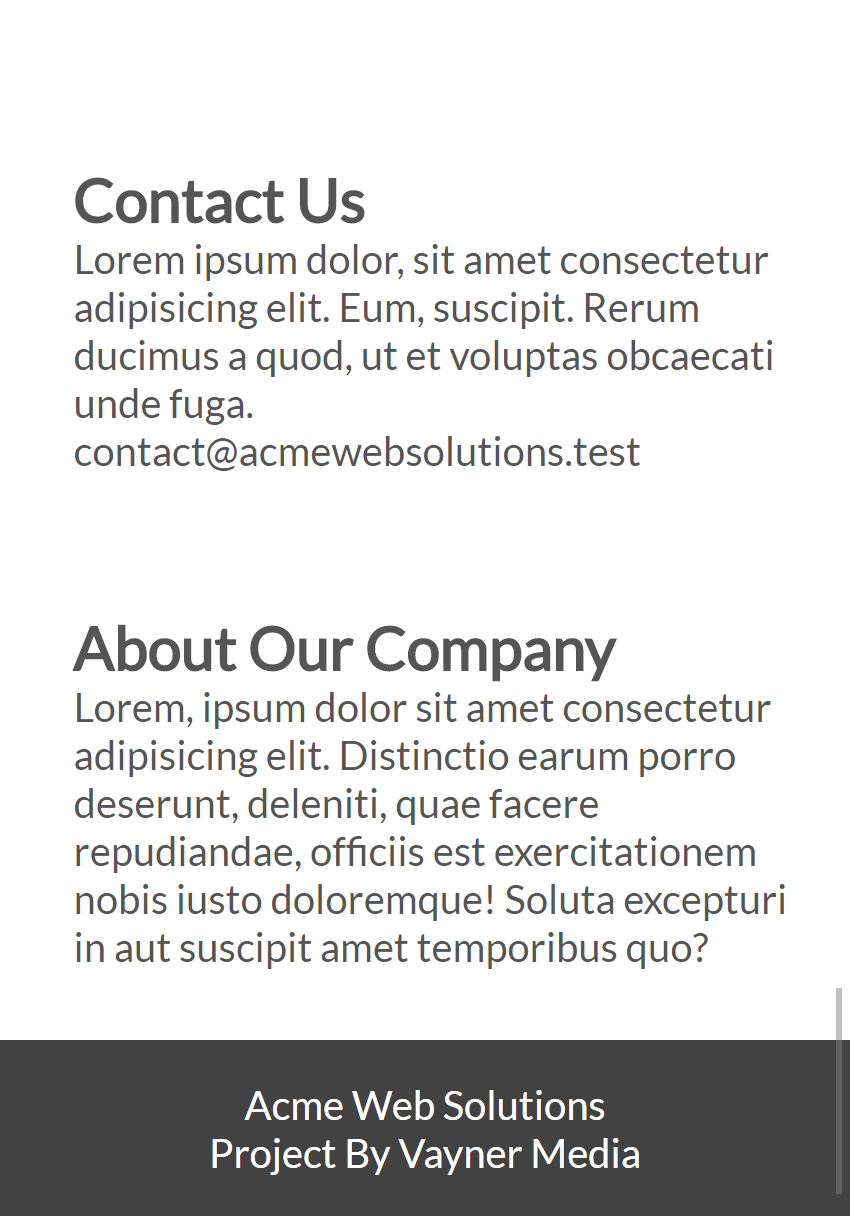 Contact Us
Lorem ipsum dolor, sit amet consectetur
adipisicing elit. Eum, suscipit. Rerum
ducimus a quod, ut et voluptas obcaecati
unde fuga.
contact@acmewebsolutions.test
About Our Company
Lorem, ipsum dolor sit amet consectetur
adipisicing elit. Distinctio earum porro
deserunt, deleniti, quae facere
repudiandae, officiis est exercitationem
nobis iusto doloremque! Soluta excepturi
in aut suscipit amet temporibus quo?
Acme Web Solutions
Project By Vayner Media